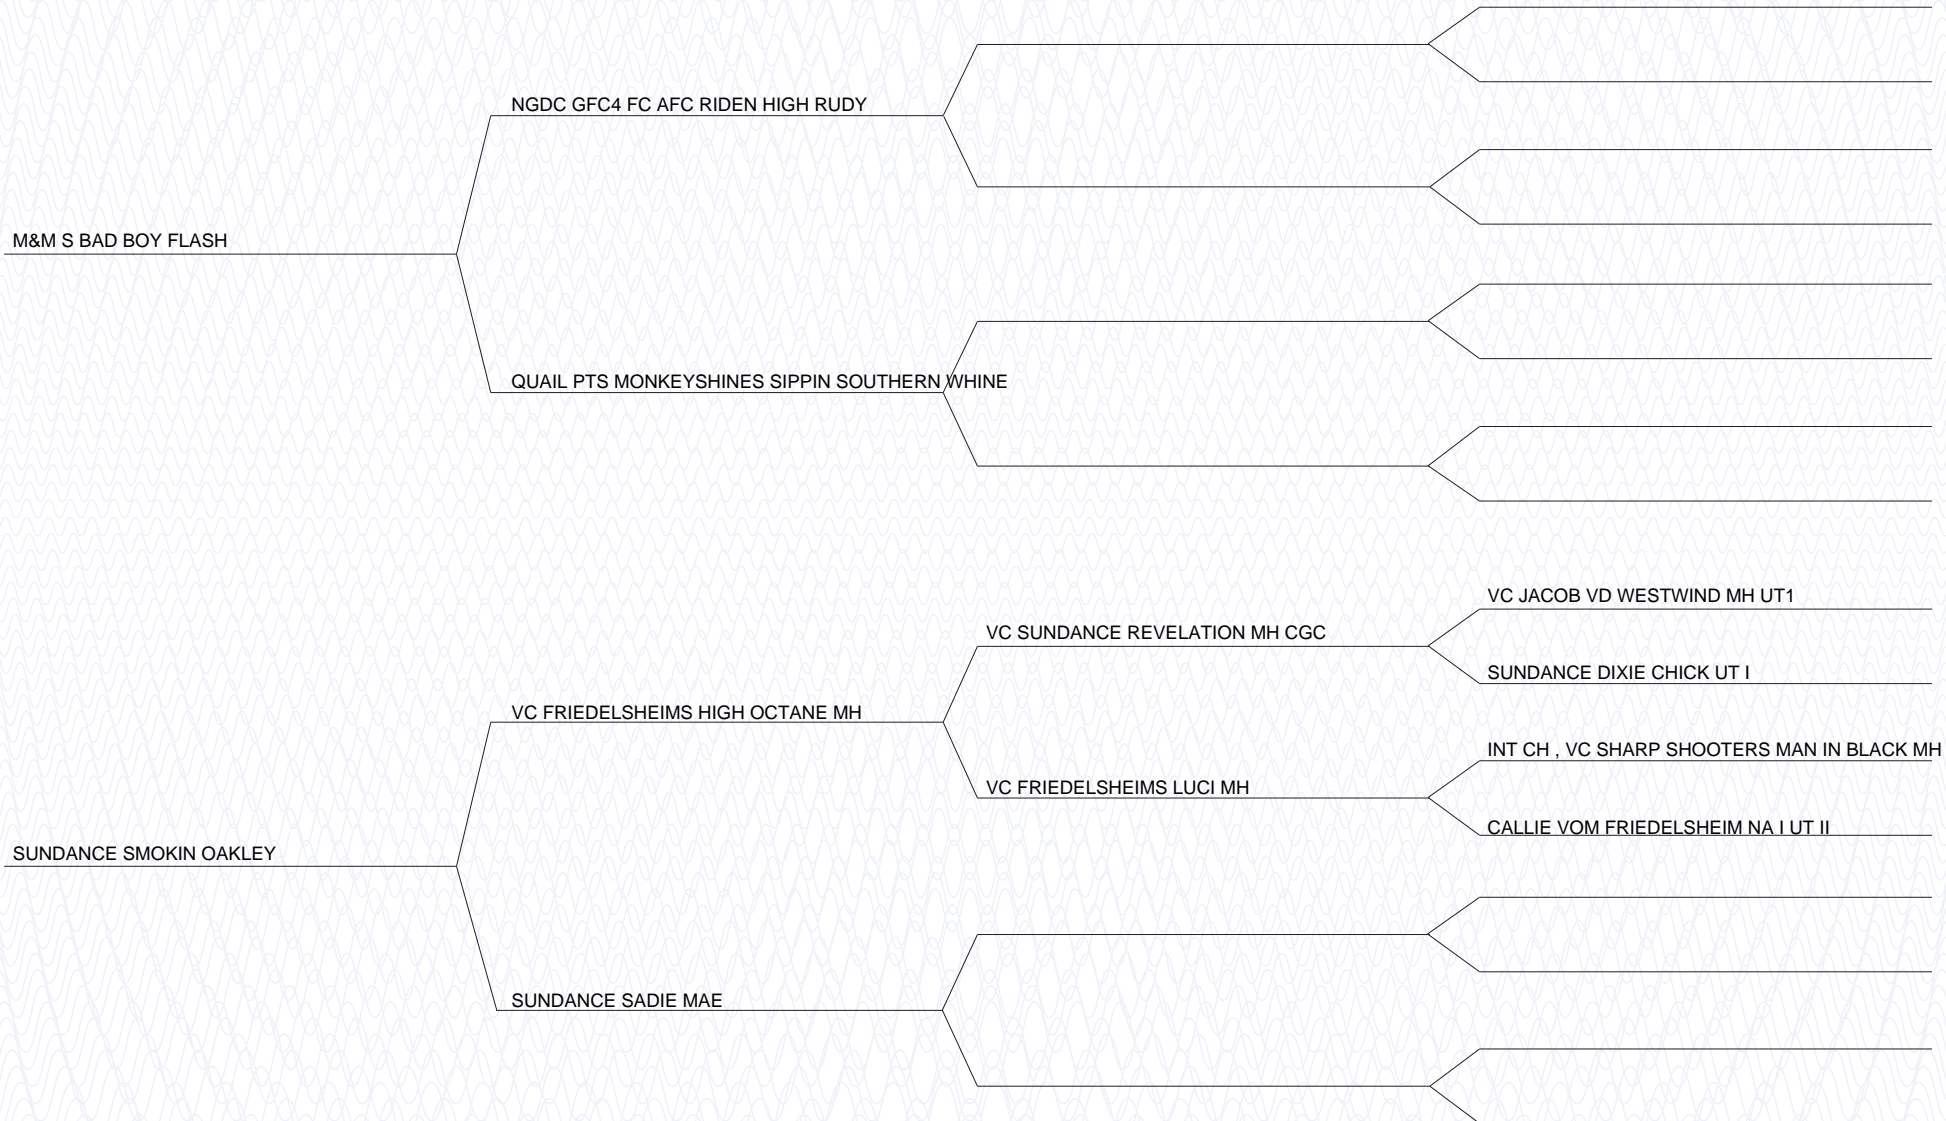 NGDC GFC4 FC AFC RIDEN HIGH RUDY
M&M S BAD BOY FLASH
QUAIL PTS MONKEYSHINES SIPPIN SOUTHERN WHINE
VC JACOB VD WESTWIND MH UT1
VC SUNDANCE REVELATION MH CGC
SUNDANCE DIXIE CHICK UT I
VC FRIEDELSHEIMS HIGH OCTANE MH
INT CH , VC SHARP SHOOTERS MAN IN BLACK MH
VC FRIEDELSHEIMS LUCI MH
CALLIE VOM FRIEDELSHEIM NA I UT II
SUNDANCE SMOKIN OAKLEY
SUNDANCE SADIE MAE